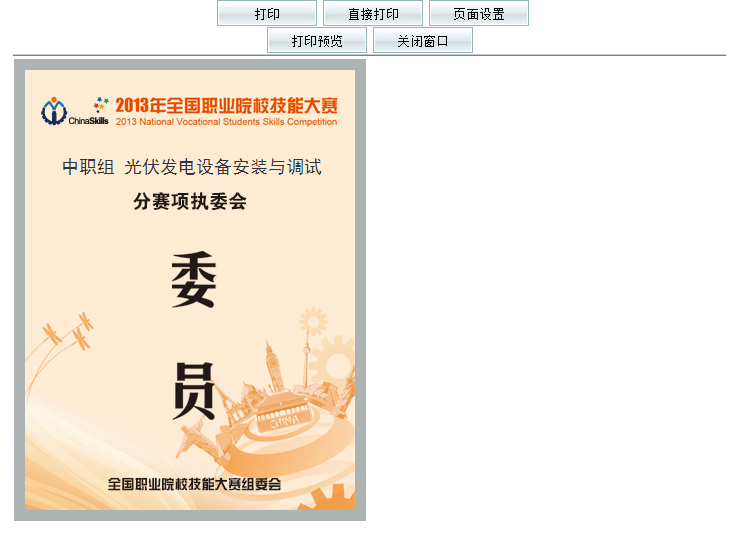 打印 直接打印 页面设置
打印预览 关闭窗口
ChinaSkills 2013年全国职业院校技能大赛
2013 National Vocational Students Skills Competition
中职组 光伏发电设备安装与调试
分赛项执委会
委
员
CHINA
全国职业院校技能大赛组委会